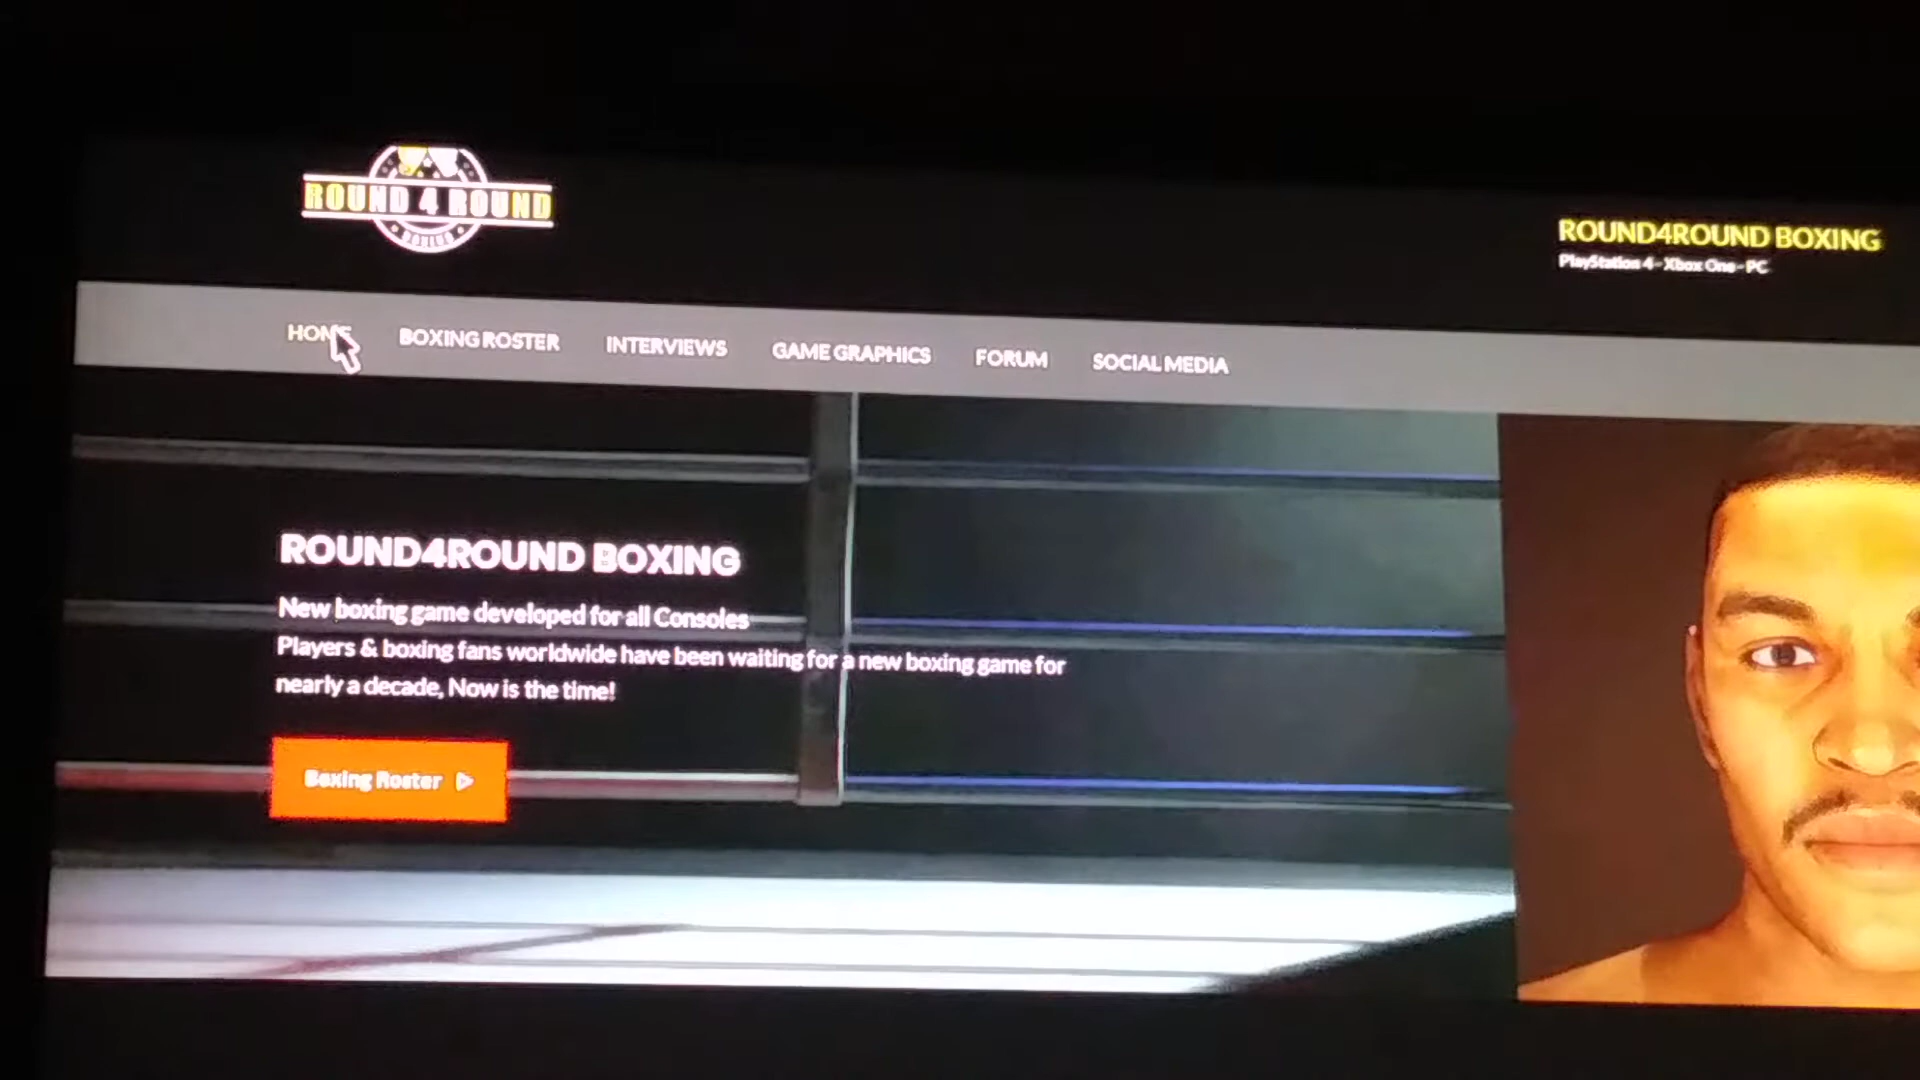 ROUND 4 ROUND
BOXING
ROUND4ROUND BOXING
PlayStation 4 - Xbox One - PC
HOME
BOXING ROSTER
INTERVIEWS
GAME GRAPHICS
FORUM
SOCIAL MEDIA
ROUND4ROUND BOXING
New boxing game developed for all Consoles
Players & boxing fans worldwide have been waiting for a new boxing game for
nearly a decade, Now is the time!
Boxing Roster